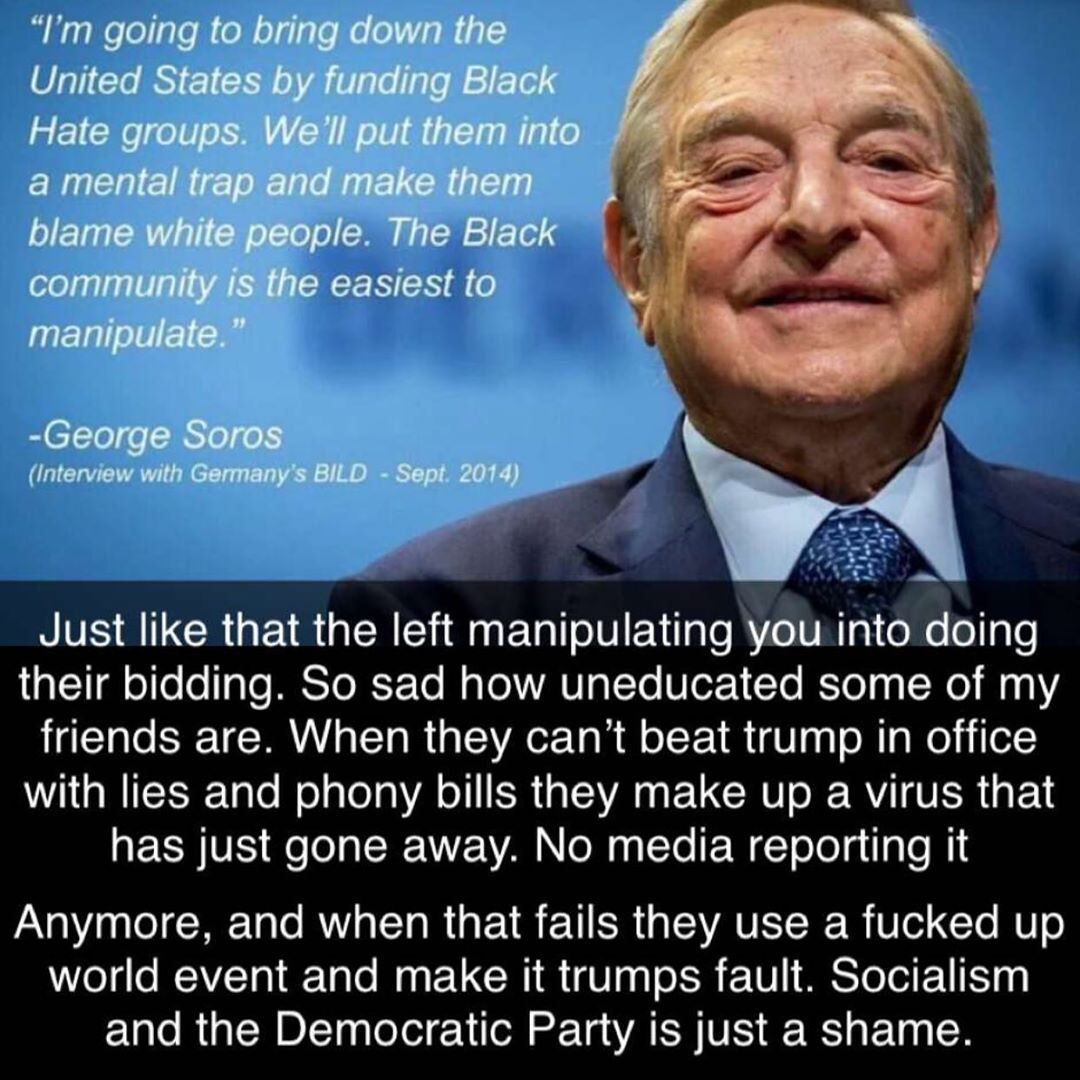 “I’m going to bring down the
United States by funding Black
Hate groups. We’ll put them into
a mental trap and make them
blame white people. The Black
community is the easiest to
manipulate.”
-George Soros
(Interview with Germany’s BILD - Sept. 2014)
Just like that the left manipulating you into doing
their bidding. So sad how uneducated some of my
friends are. When they can’t beat trump in office
with lies and phony bills they make up a virus that
has just gone away. No media reporting it
Anymore, and when that fails they use a fucked up
world event and make it trumps fault. Socialism
and the Democratic Party is just a shame.